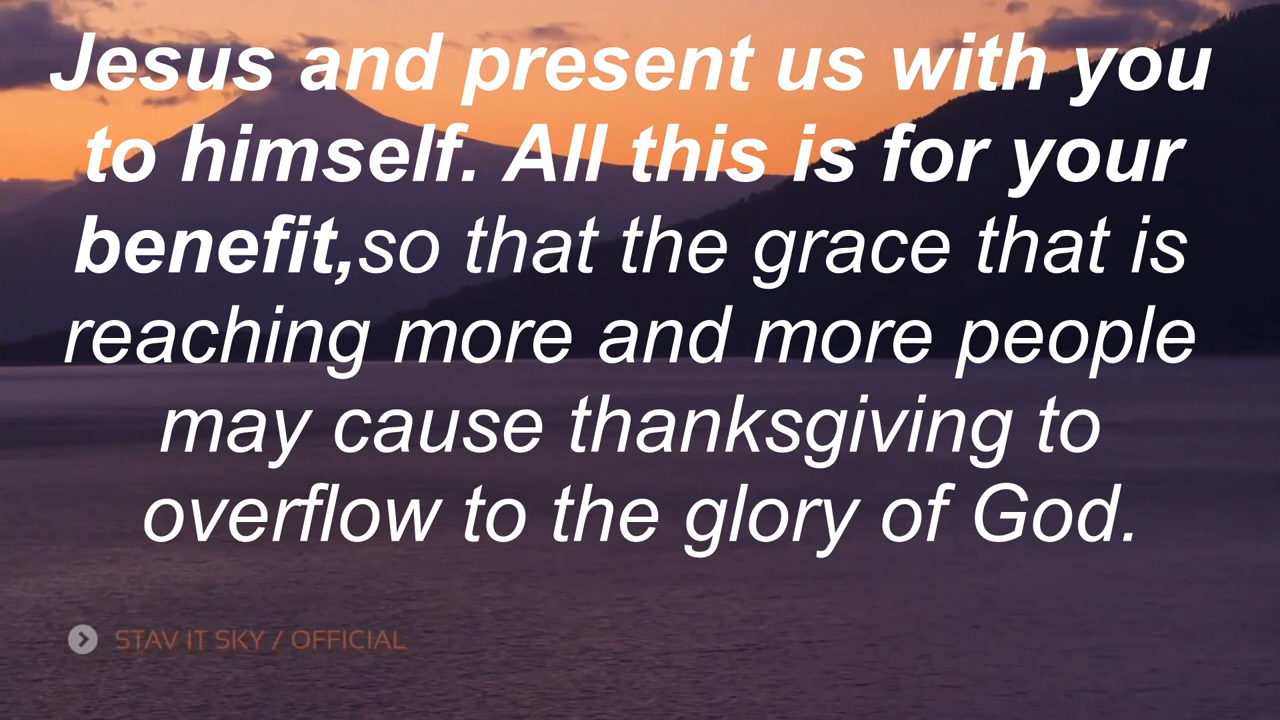 Jesus and present us with you
to himself. All this is for your
benefit,so that the grace that is
reaching more and more people
may cause thanksgiving to
overflow to the glory of God.
STAV IT SKY / OFFICIAL